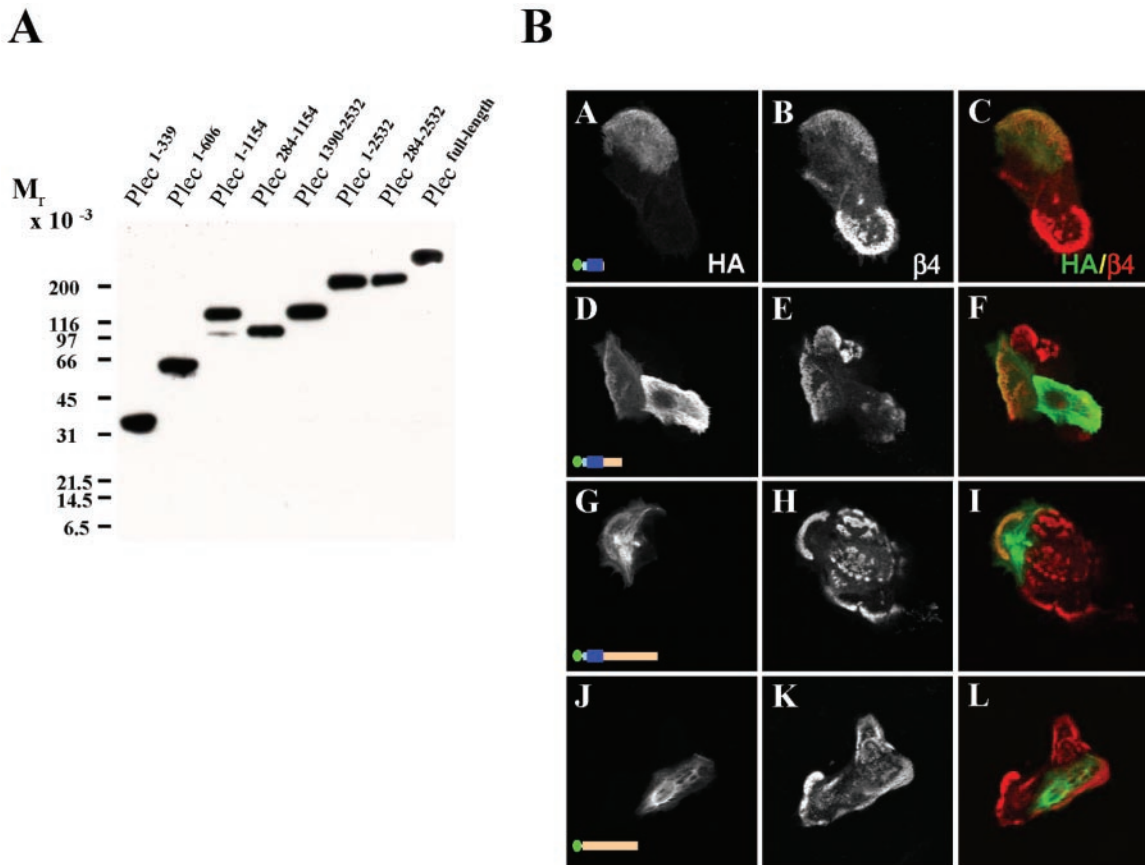 A
B
Plec 1-339
Plec 1-606
Plec 1-1154
Plec 284-1154
Plec 1390-2532
Plec 1-2532
Plec 284-2532
Plec full-length
Mr
x 10 -3
200
116
97
66
45
31
21.5
14.5
6.5
A
HA
B
β4
C
HA/β4
D
E
F
G
H
I
J
K
L